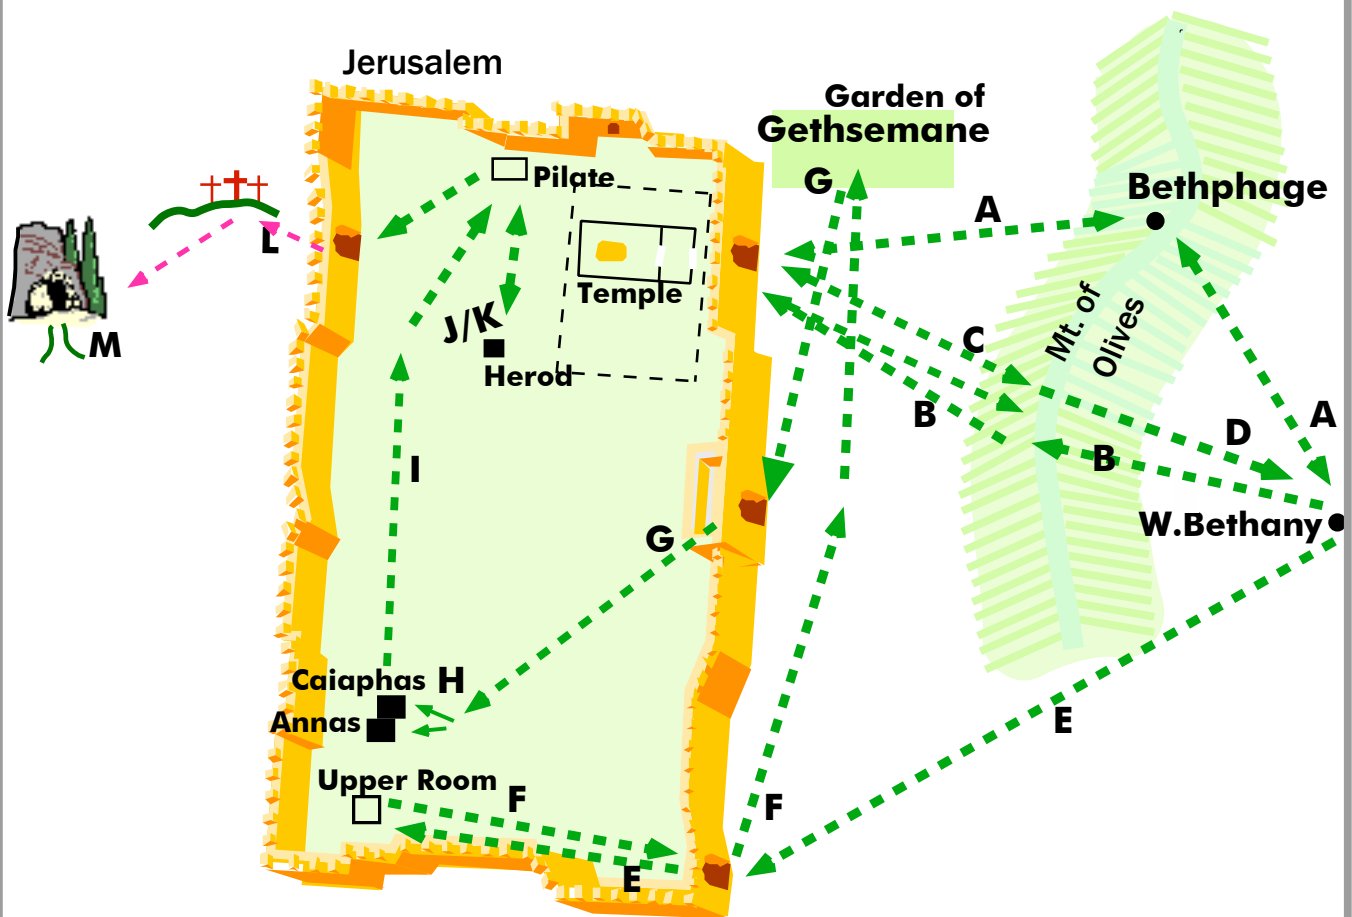 Jerusalem
Garden of
Gethsemane
Pilate
G
A
Bethphage
L
Temple
J/K
Herod
M
Mt. of
Olives
C
B
A
D
B
I
W.Bethany
G
Caiaphas H
Annas
E
Upper Room
F
F
E